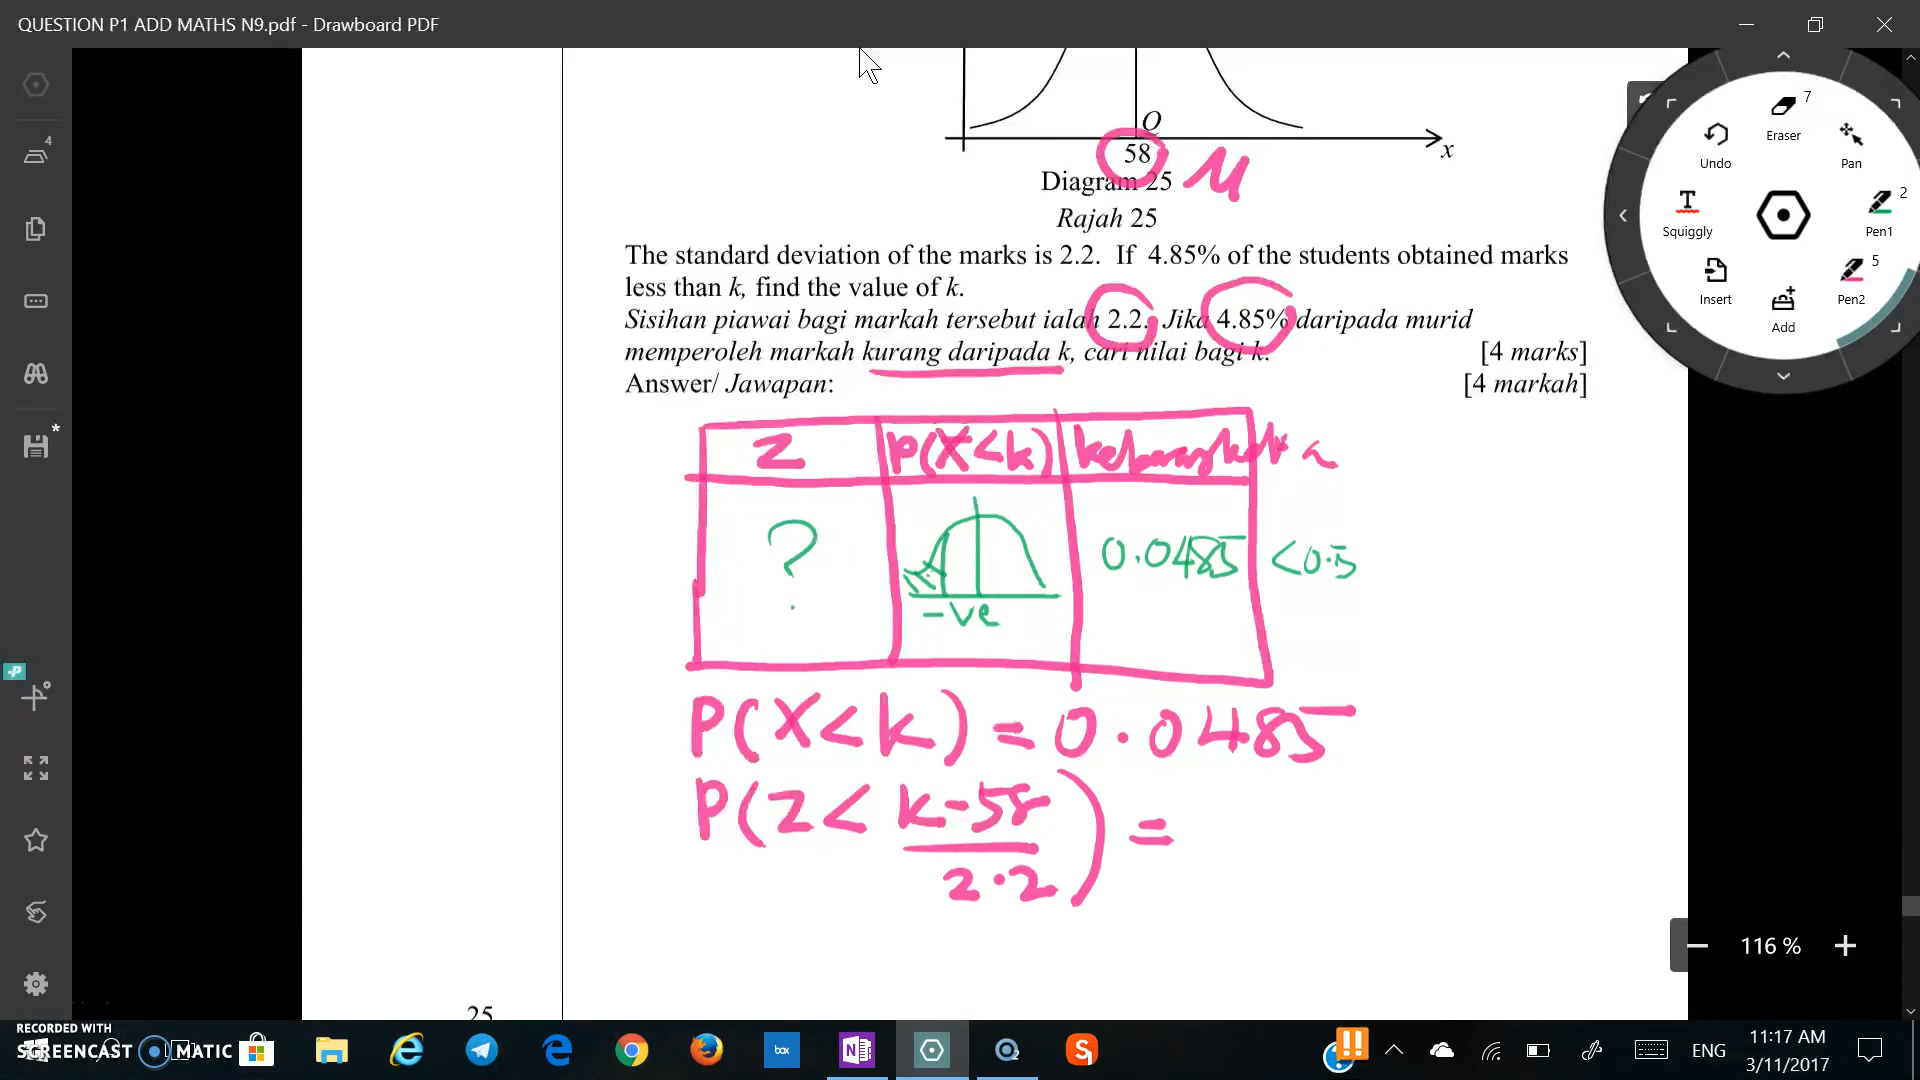 QUESTION P1 ADD MATHS N9.pdf - Drawboard PDF
7
Eraser
4
Undo
Pan
Q
58
x
μ
Diagram 25
Rajah 25
T
Squiggly
2
Pen1
The standard deviation of the marks is 2.2. If 4.85% of the students obtained marks
less than k, find the value of k.
Insert
5
Pen2
Add
Sisihan piawai bagi markah tersebut ialah 2.2. Jika 4.85% daripada murid
memperoleh markah kurang daripada k, cari nilai bagi k. [4 marks]
Answer/ Jawapan: [4 markah]
Z P(X<k)
? -ve 0.0485 <0.5
P(X<k) = 0.0485
P(Z < k-58
2.2 ) =
116 %
25
RECORDED WITH
SCREENCAST MATIC
box
N
S
ENG
11:17 AM
3/11/2017